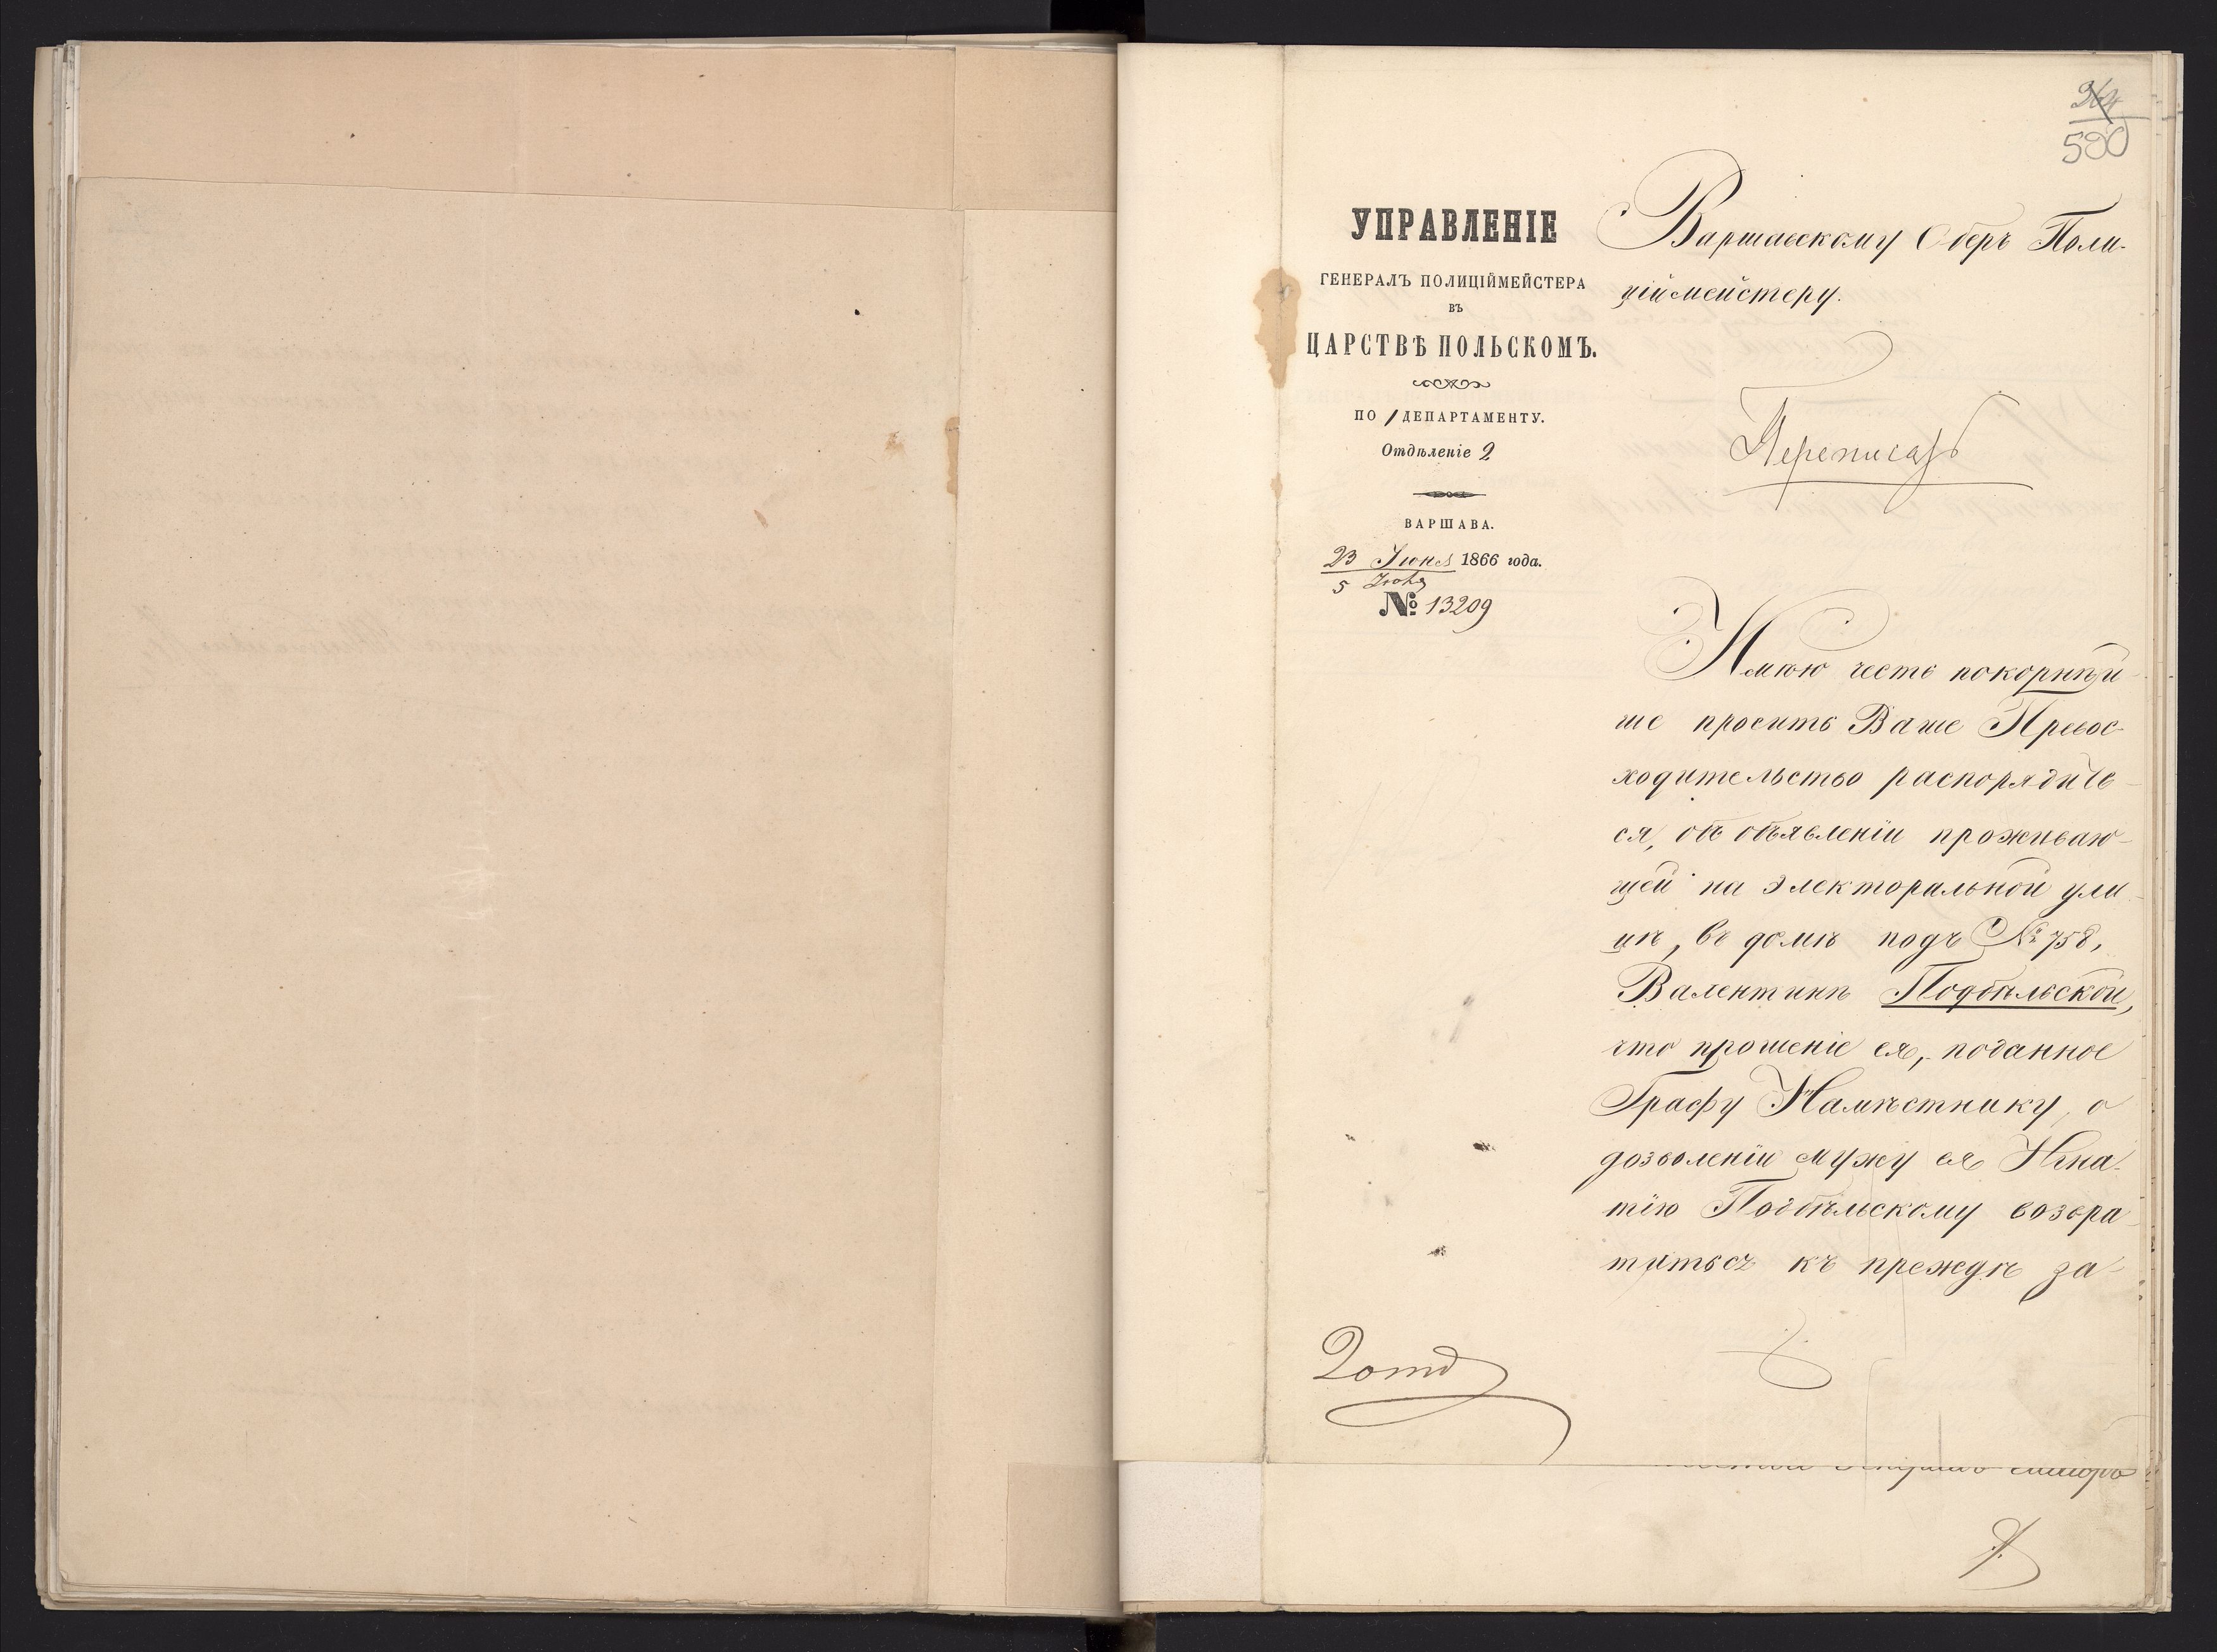 500
УПРАВЛЕНІЕ
ГЕНЕРАЛЪ ПОЛИЦІЙМЕЙСТЕРА
ВЪ
ЦАРСТВѢ ПОЛЬСКОМЪ.
ПО 1 ДЕПАРТАМЕНТУ.
Отдѣленіе 2
ВАРШАВА.
23 Іюня 1866 года.
5 Іюля
№ 13209
Варшавскому Оберъ Поли-
ційместеру.
Имѣю честь покорнѣй-
ше просить Ваше Превос-
ходительство распорядить-
ся, объ объявленіи проживаю-
щей на Электоральной ули-
цѣ, въ домѣ подъ № 758,
Валентинѣ Подбѣльской,
что прошеніе ея, поданное
Графу Намѣстнику, о
дозволеніи мужу ея Игна-
тію Подбѣльскому возвра-
титься къ прежде за-
2 отд